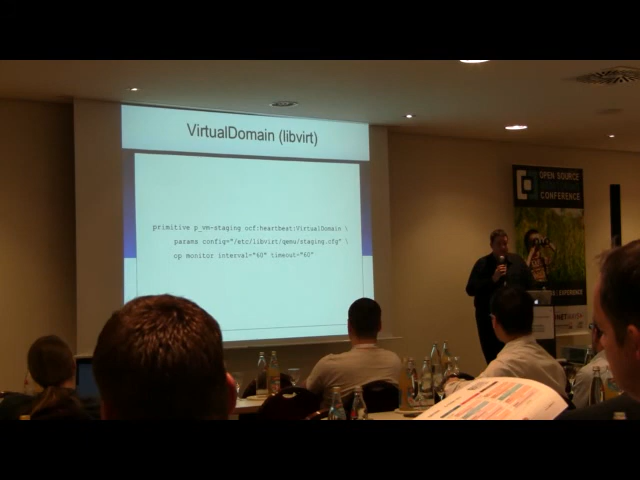 VirtualDomain (libvirt)
primitive p_vm-staging ocf:heartbeat:VirtualDomain \
params config="/etc/libvirt/qemu/staging.cfg" \
op monitor interval="60" timeout="60"
OPEN SOURCE
CONFERENCE